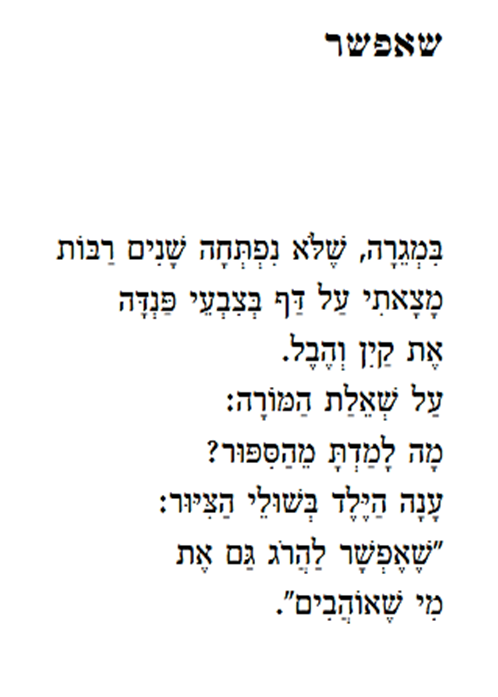 שאפשר
בִּמְגֵרָה, שֶׁלֹּא נִפְתְּחָה שָׁנִים רַבּוֹת
מָצָאתִי עַל דַּף בְּצִבְעֵי פַּנְדָּה
אֶת קַיִן וְהֶבֶל.
עַל שְׁאֵלַת הַמּוֹרָה:
מָה לָמַדְתָּ מֵהַסִּפּוּר?
עָנָה הַיֶּלֶד בְּשׁוּלֵי הַצִּיּוּר:
"שֶׁאֶפְשָׁר לַהֲרֹג גַּם אֶת
מִי שֶׁאוֹהֲבִים".